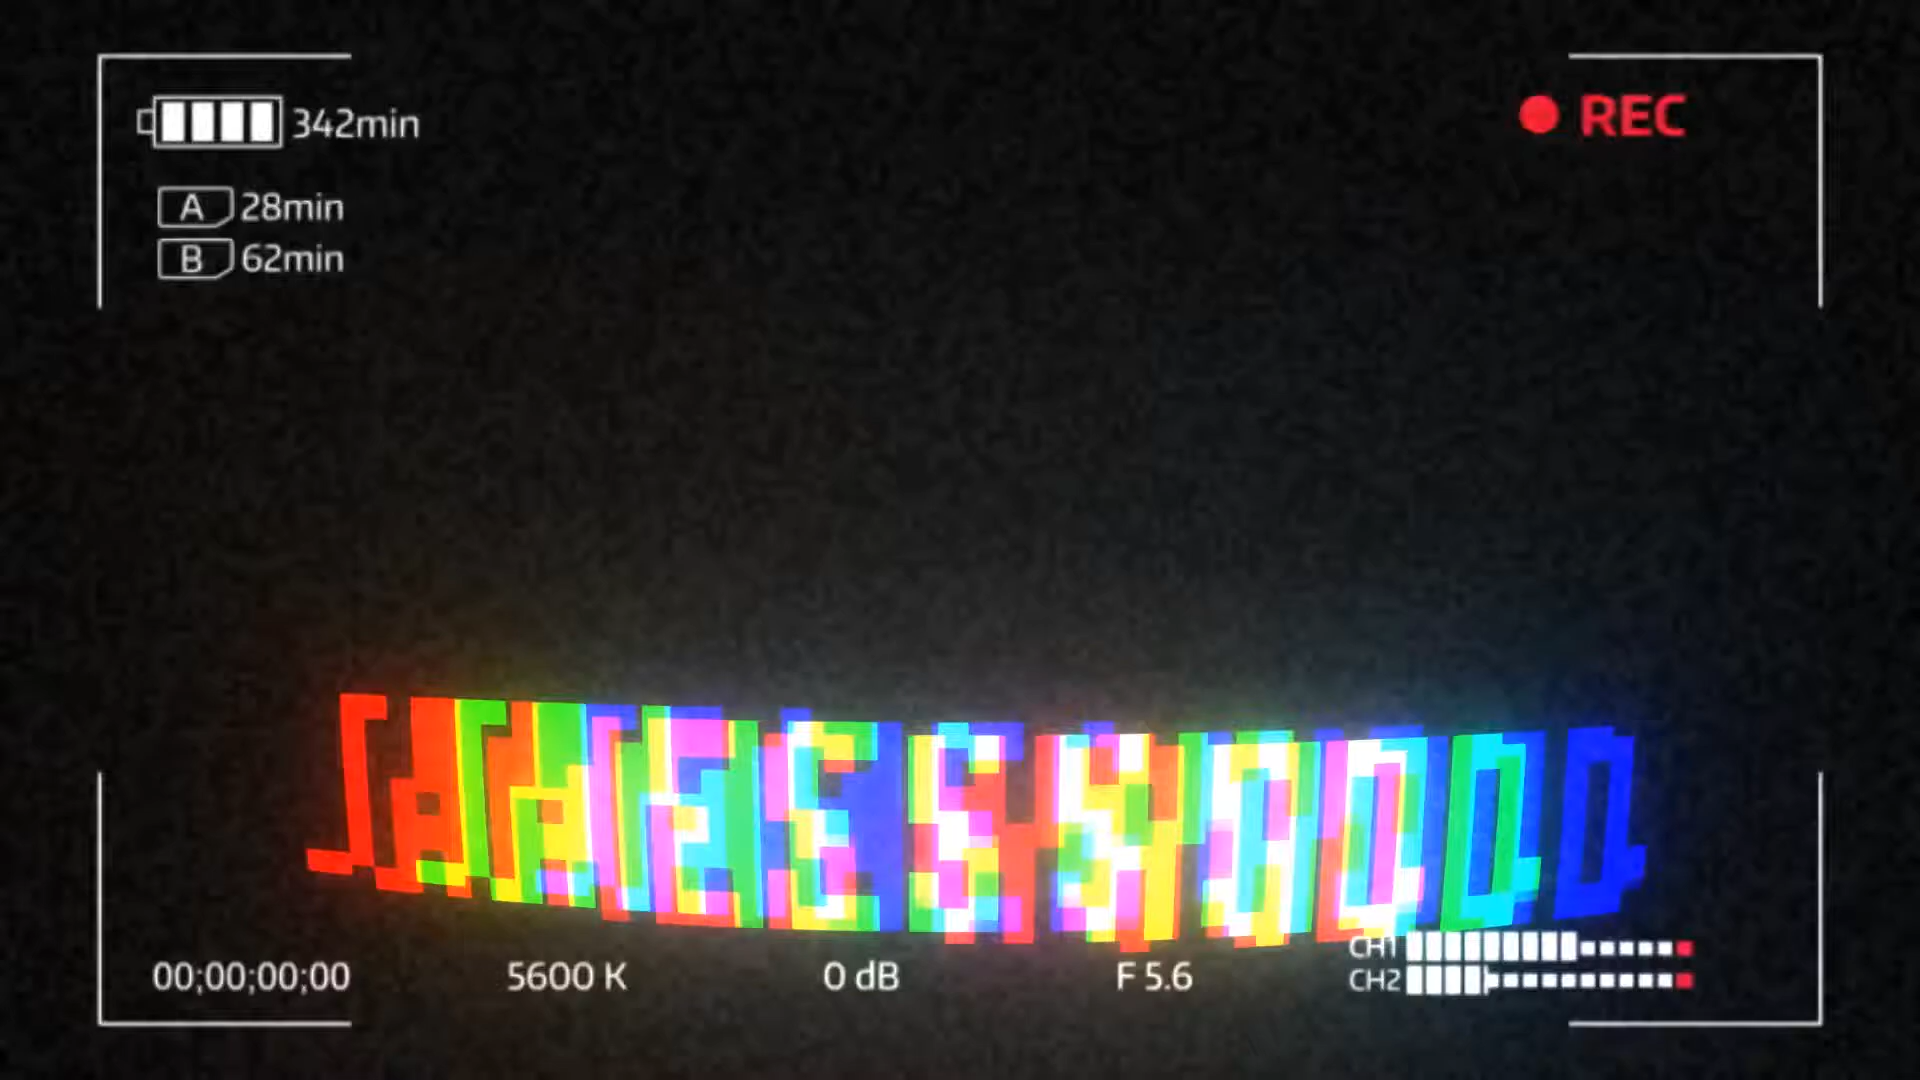 342min
REC
A 28min
B 62min
00;00;00;00
5600 K
0 dB
F 5.6
CH1
CH2